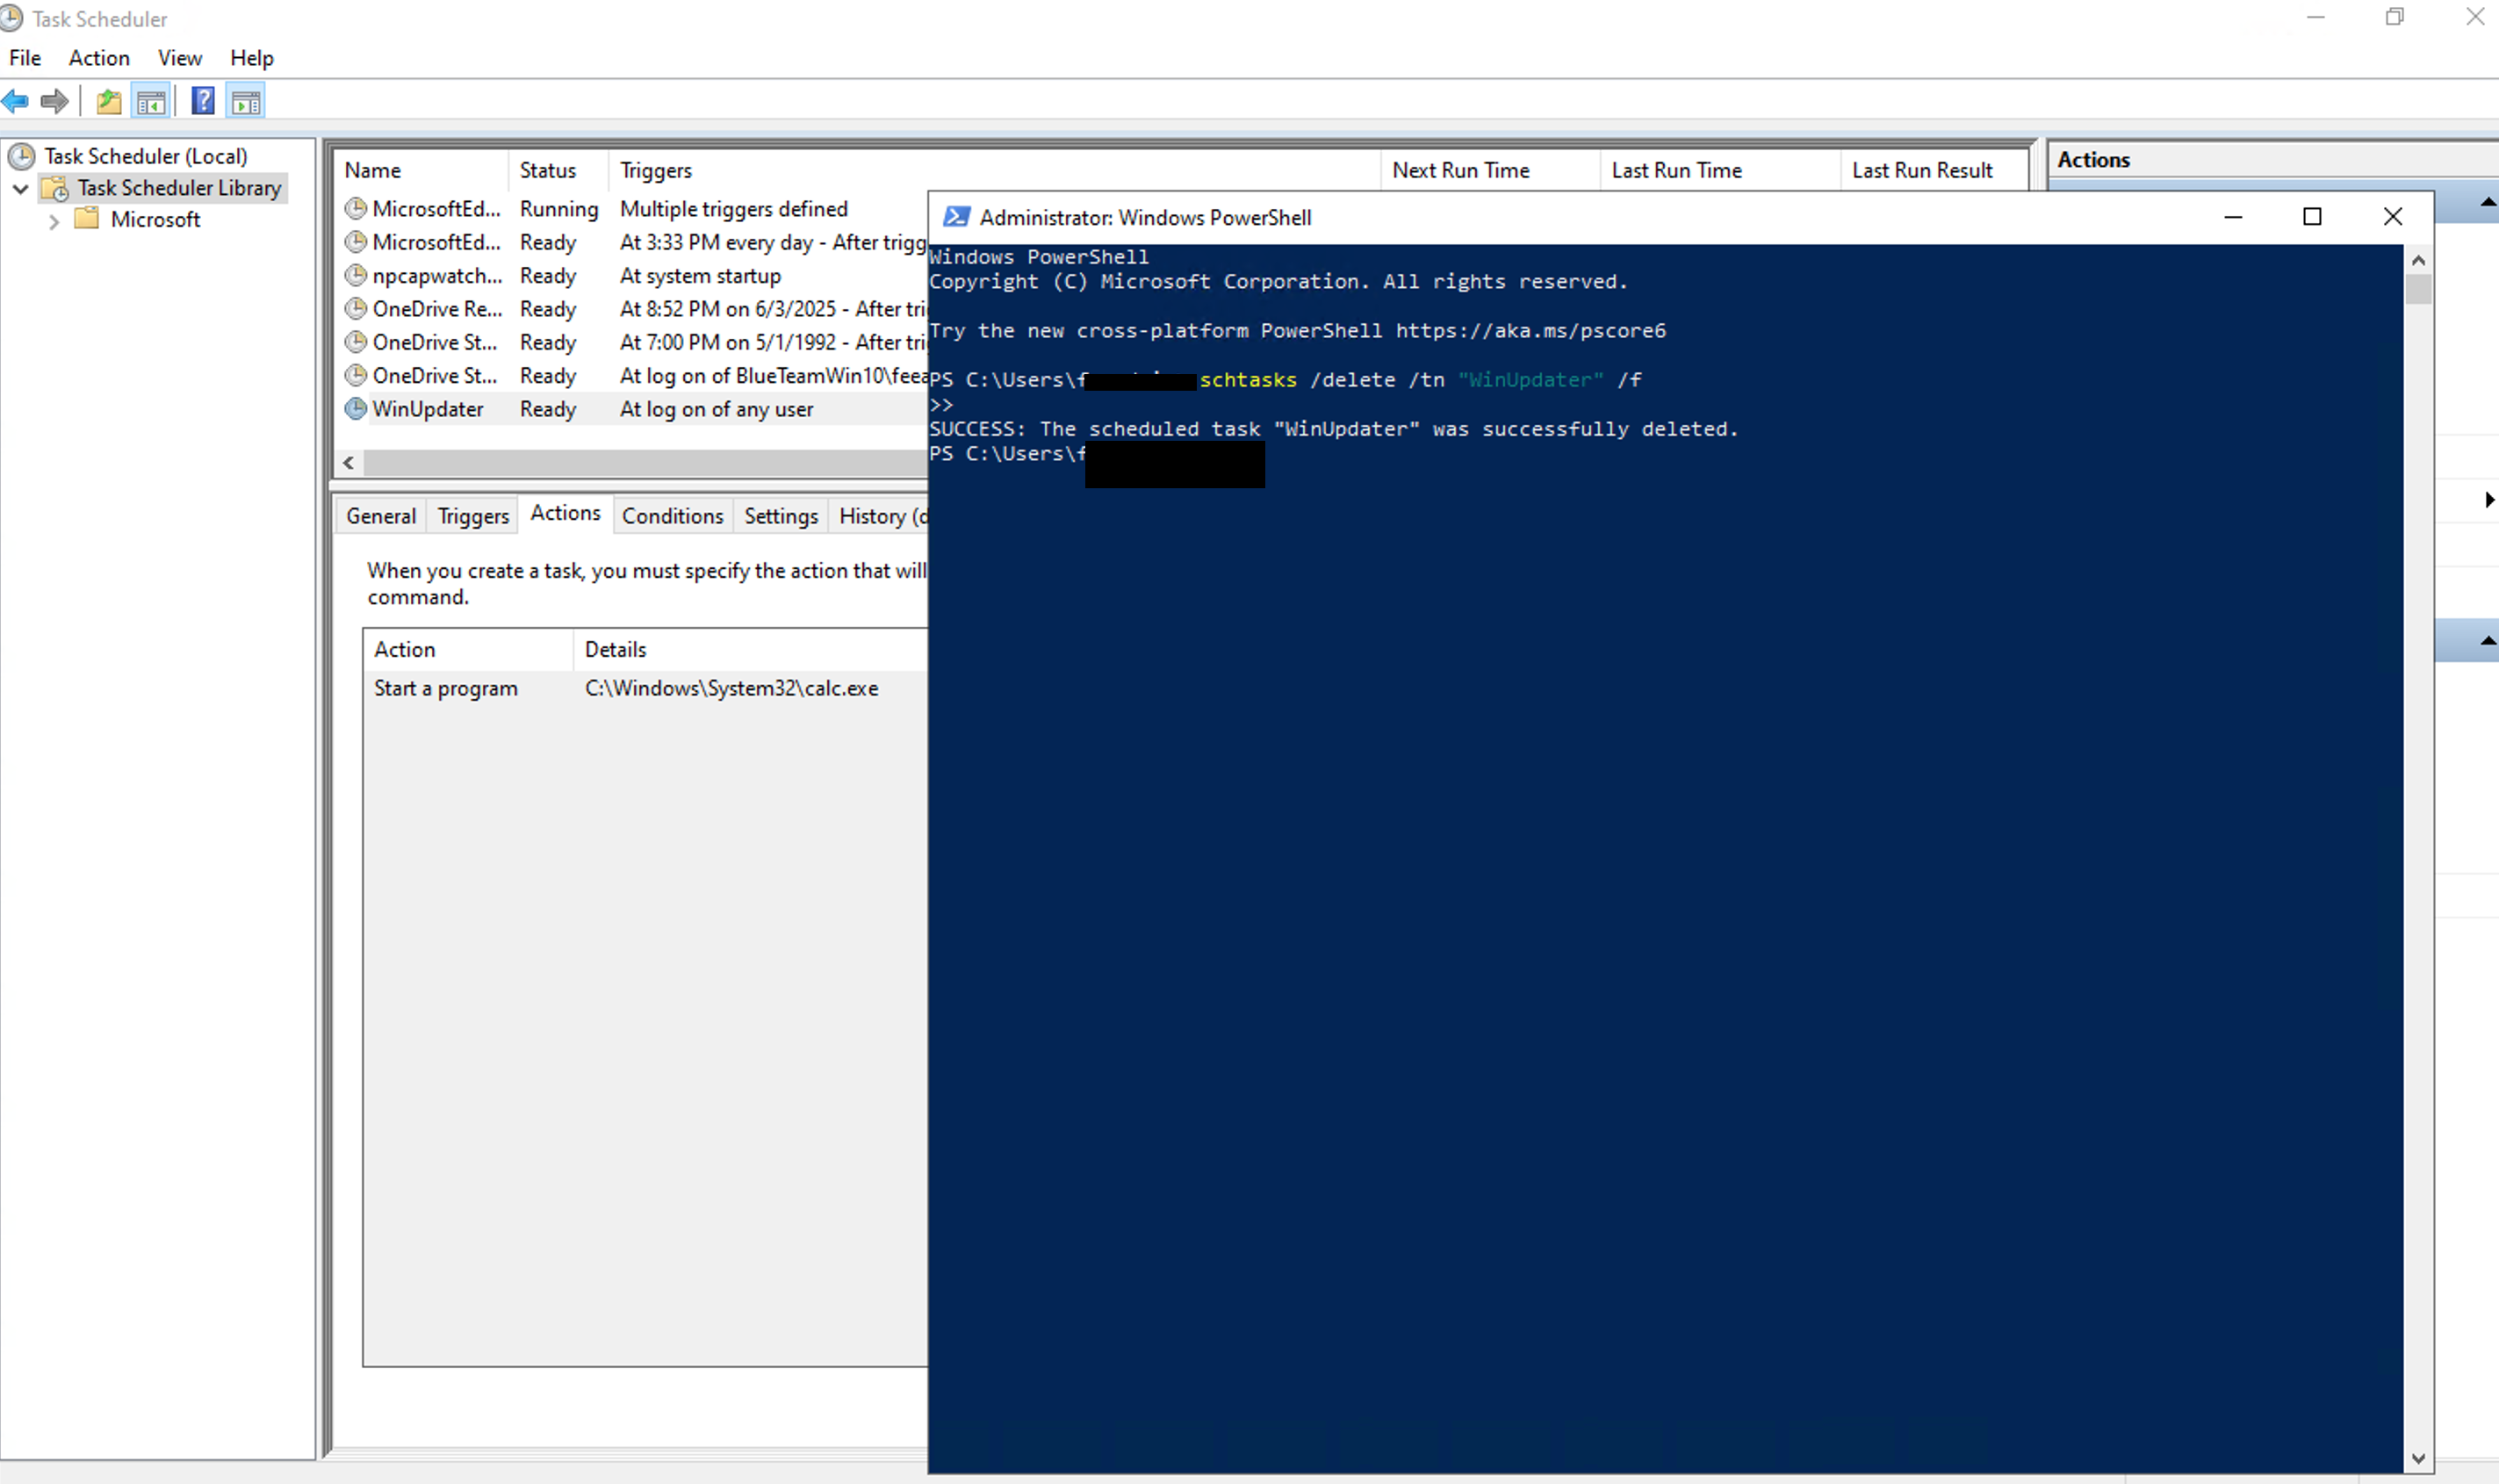 Task Scheduler
File Action View Help
Task Scheduler (Local)
Task Scheduler Library
Microsoft
Name Status Triggers Next Run Time Last Run Time Last Run Result
MicrosoftEd... Running Multiple triggers defined
MicrosoftEd... Ready At 3:33 PM every day - After trigg
npcapwatch... Ready At system startup
OneDrive Re... Ready At 8:52 PM on 6/3/2025 - After tri
OneDrive St... Ready At 7:00 PM on 5/1/1992 - After tri
OneDrive St... Ready At log on of BlueTeamWin10\feea
WinUpdater Ready At log on of any user
General Triggers Actions Conditions Settings History (d
When you create a task, you must specify the action that will
command.
Action Details
Start a program C:\Windows\System32\calc.exe
Actions
Administrator: Windows PowerShell
Windows PowerShell
Copyright (C) Microsoft Corporation. All rights reserved.
Try the new cross-platform PowerShell https://aka.ms/pscore6
PS C:\Users\f schtasks /delete /tn "WinUpdater" /f
>>
SUCCESS: The scheduled task "WinUpdater" was successfully deleted.
PS C:\Users\f